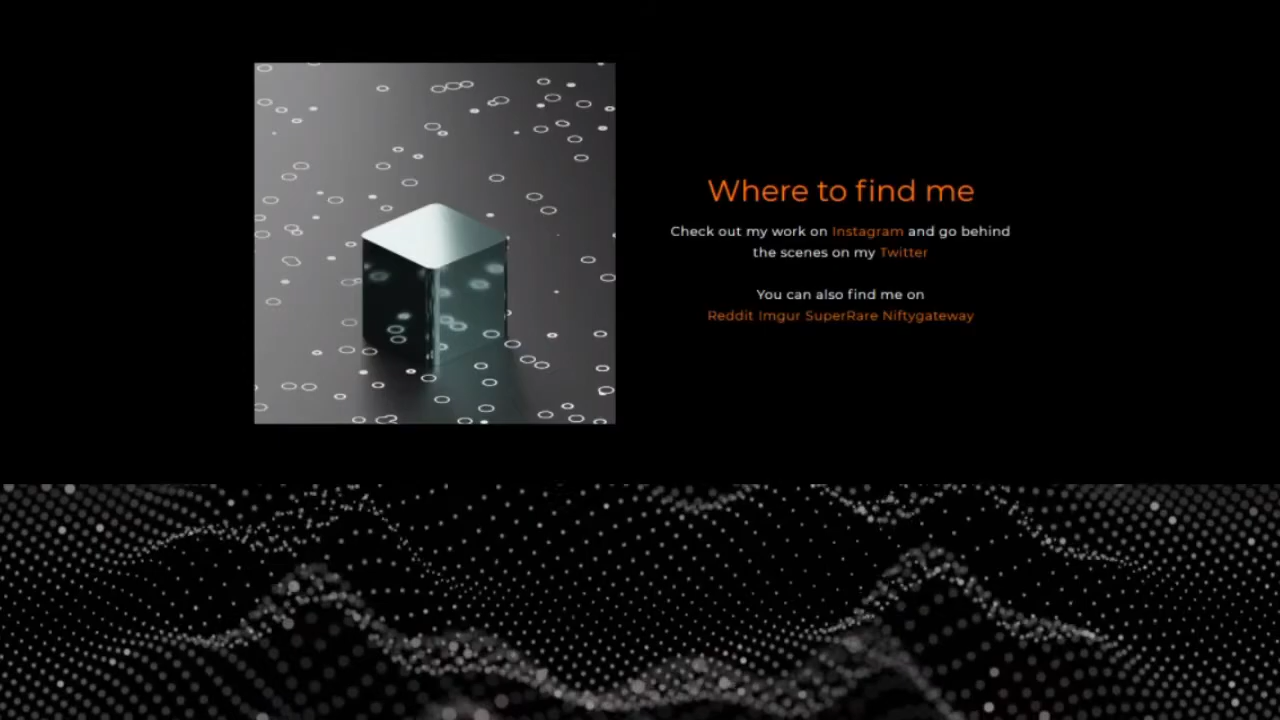 Where to find me
Check out my work on Instagram and go behind
the scenes on my Twitter
You can also find me on
Reddit Imgur SuperRare Niftygateway